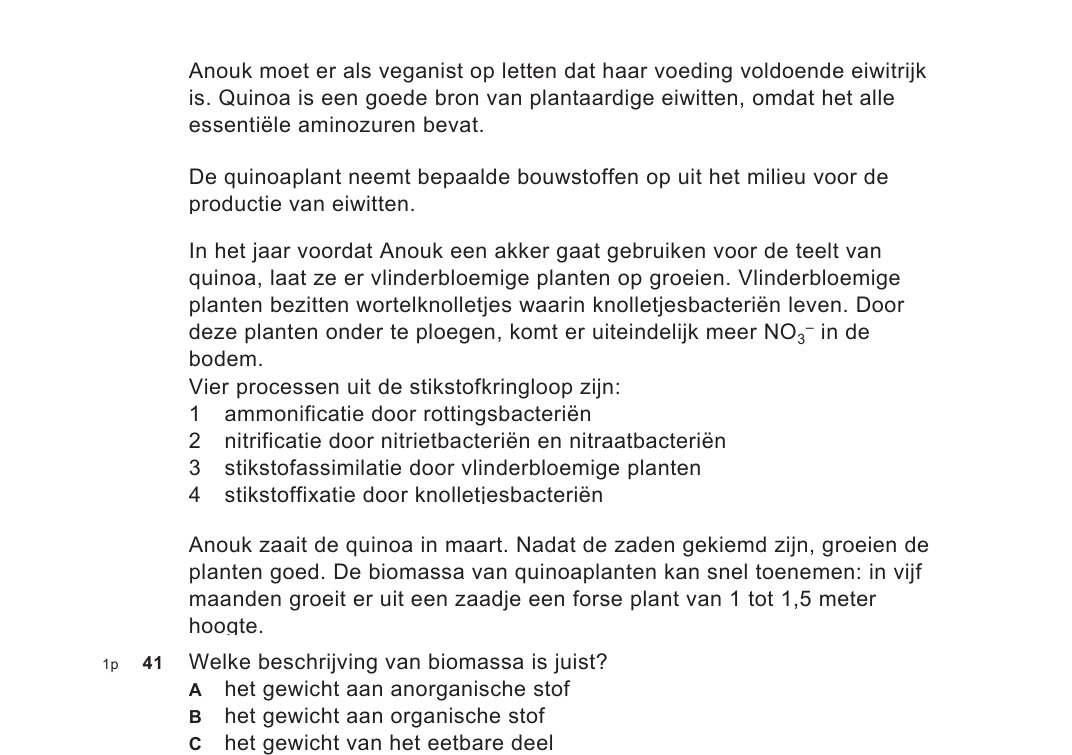 Anouk moet er als veganist op letten dat haar voeding voldoende eiwitrijk
is. Quinoa is een goede bron van plantaardige eiwitten, omdat het alle
essentiële aminozuren bevat.
De quinoaplant neemt bepaalde bouwstoffen op uit het milieu voor de
productie van eiwitten.
In het jaar voordat Anouk een akker gaat gebruiken voor de teelt van
quinoa, laat ze er vlinderbloemige planten op groeien. Vlinderbloemige
planten bezitten wortelknolletjes waarin knolletjesbacteriën leven. Door
deze planten onder te ploegen, komt er uiteindelijk meer NO₃⁻ in de
bodem.
Vier processen uit de stikstofkringloop zijn:
1 ammonificatie door rottingsbacteriën
2 nitrificatie door nitrietbacteriën en nitraatbacteriën
3 stikstofassimilatie door vlinderbloemige planten
4 stikstoffixatie door knolletjesbacteriën
Anouk zaait de quinoa in maart. Nadat de zaden gekiemd zijn, groeien de
planten goed. De biomassa van quinoaplanten kan snel toenemen: in vijf
maanden groeit er uit een zaadje een forse plant van 1 tot 1,5 meter
hoogte.
1p 41 Welke beschrijving van biomassa is juist?
A het gewicht aan anorganische stof
B het gewicht aan organische stof
C het gewicht van het eetbare deel